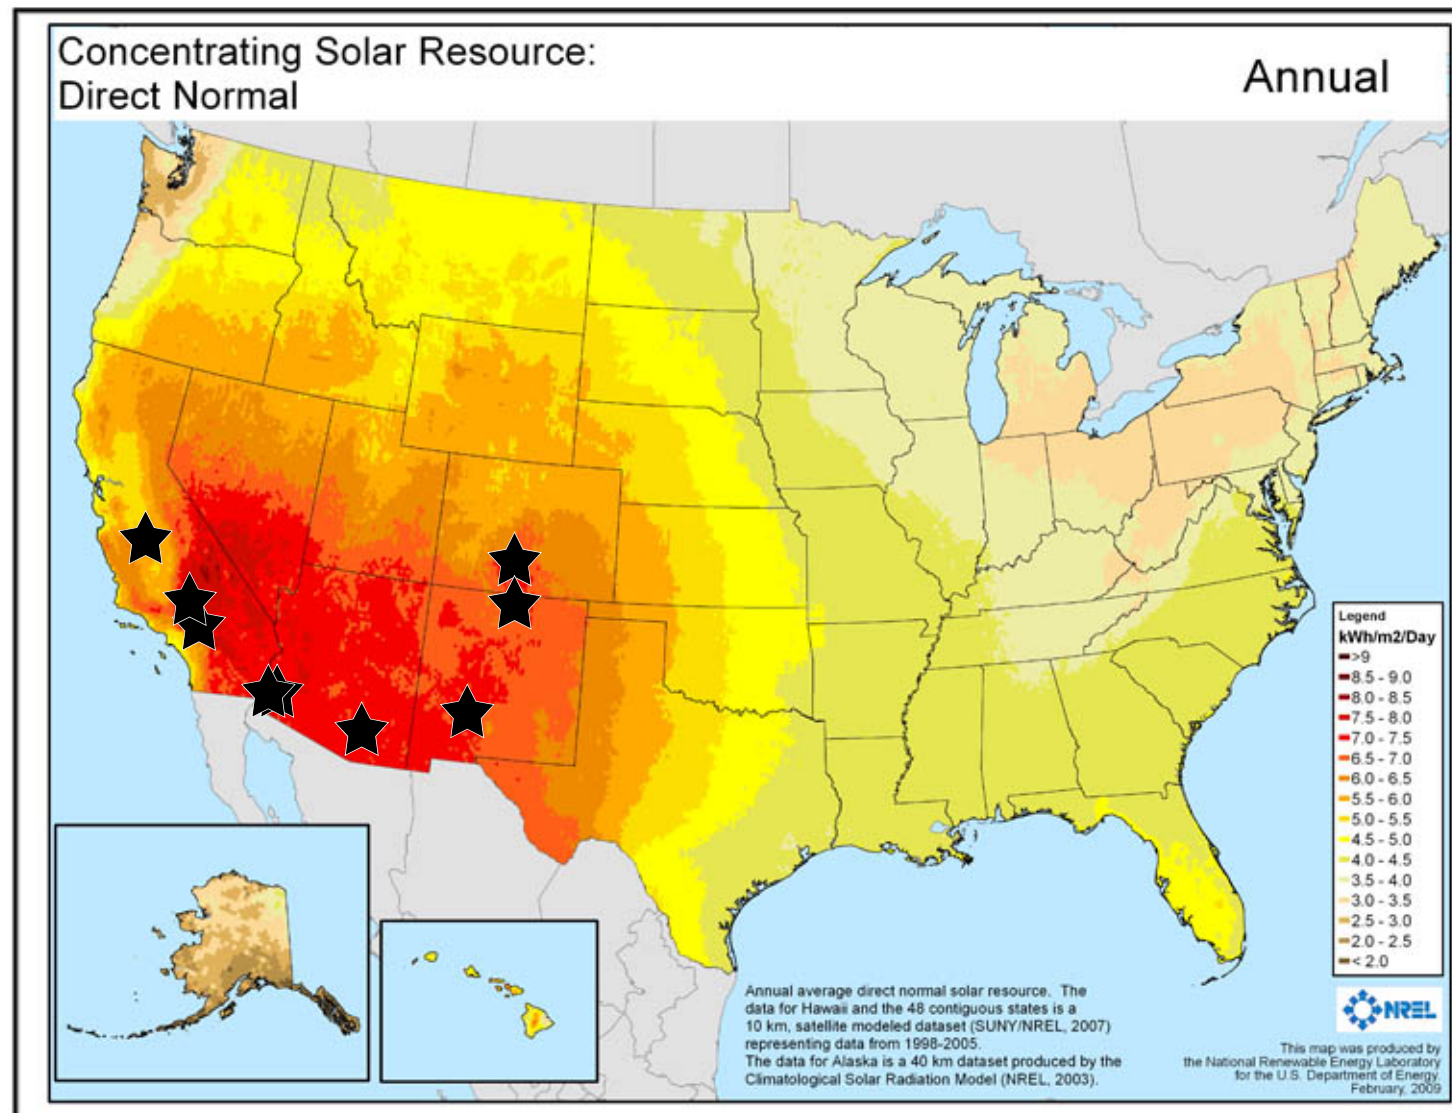 Concentrating Solar Resource:
Direct Normal
Annual
Legend
kWh/m2/Day
>9
8.5 - 9.0
8.0 - 8.5
7.5 - 8.0
7.0 - 7.5
6.5 - 7.0
6.0 - 6.5
5.5 - 6.0
5.0 - 5.5
4.5 - 5.0
4.0 - 4.5
3.5 - 4.0
3.0 - 3.5
2.5 - 3.0
2.0 - 2.5
< 2.0
NREL
Annual average direct normal solar resource. The
data for Hawaii and the 48 contiguous states is a
10 km, satellite modeled dataset (SUNY/NREL, 2007)
representing data from 1998-2005.
The data for Alaska is a 40 km dataset produced by the
Climatological Solar Radiation Model (NREL, 2003).
This map was produced by
the National Renewable Energy Laboratory
for the U.S. Department of Energy.
February, 2009